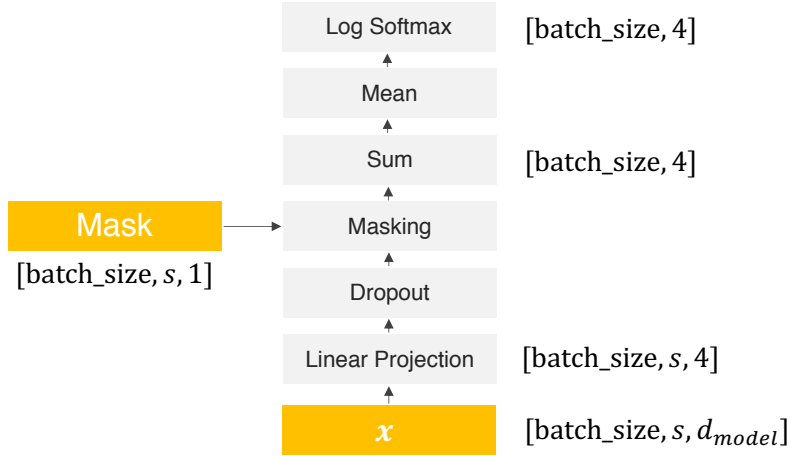 Log Softmax [batch_size, 4]
Mean
Sum [batch_size, 4]
Mask Masking
[batch_size, s, 1]
Dropout
Linear Projection [batch_size, s, 4]
x [batch_size, s, d_model]